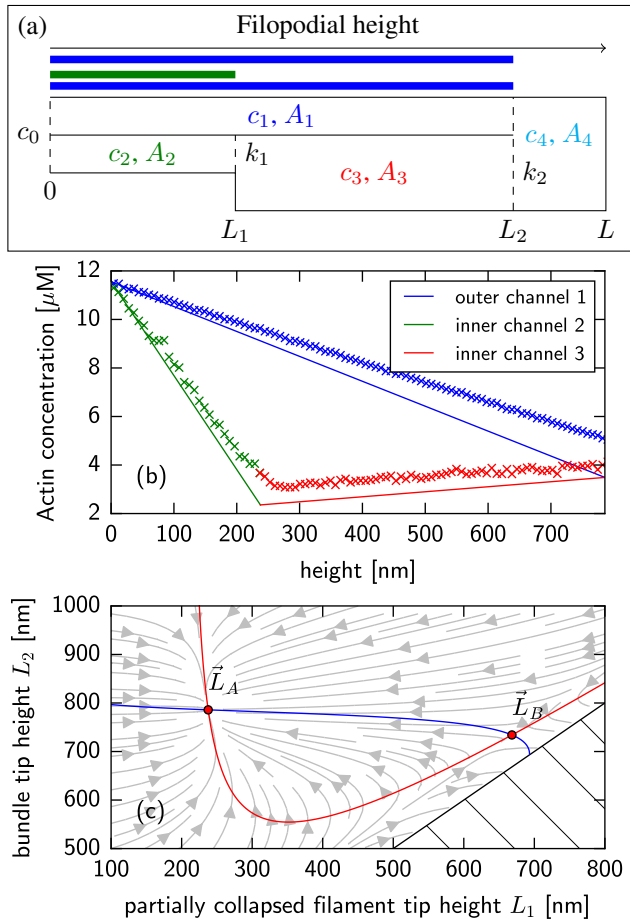 (a)
Filopodial height
c₁, A₁
c₀
c₄, A₄
c₂, A₂
k₁
c₃, A₃
k₂
0
L₁
L₂
L
12
10
8
6
4
2
Actin concentration [μM]
outer channel 1
inner channel 2
inner channel 3
(b)
0 100 200 300 400 500 600 700
height [nm]
1000
900
800
700
600
500
bundle tip height L₂ [nm]
L⃗_A
L⃗_B
(c)
100 200 300 400 500 600 700 800
partially collapsed filament tip height L₁ [nm]